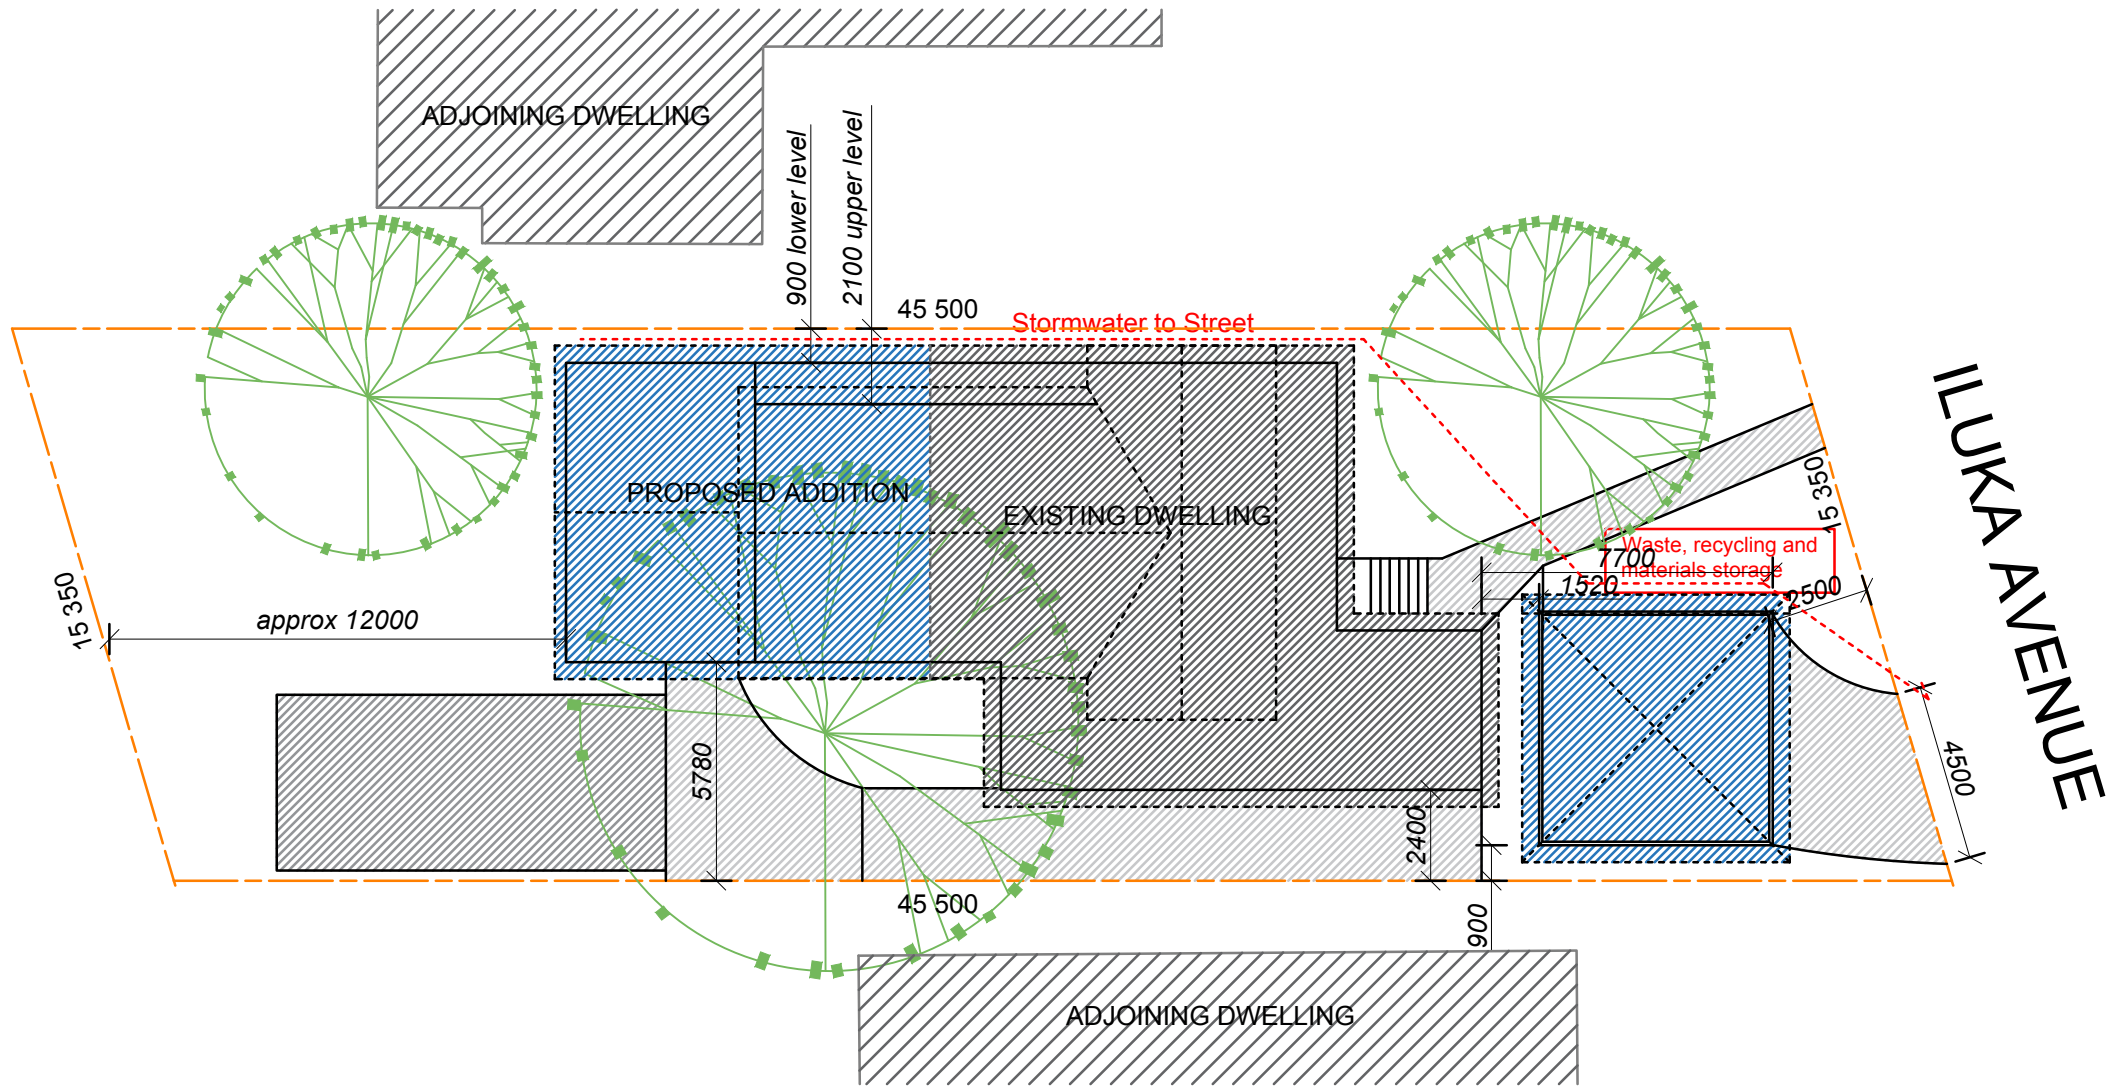 ADJOINING DWELLING
900 lower level
2100 upper level
45 500
Stormwater to Street
ILUKA AVENUE
15 350
PROPOSED ADDITION
EXISTING DWELLING
Waste, recycling and
materials storage
7700
1520
2500
15 350
approx 12000
5780
4500
2400
45 500
900
ADJOINING DWELLING